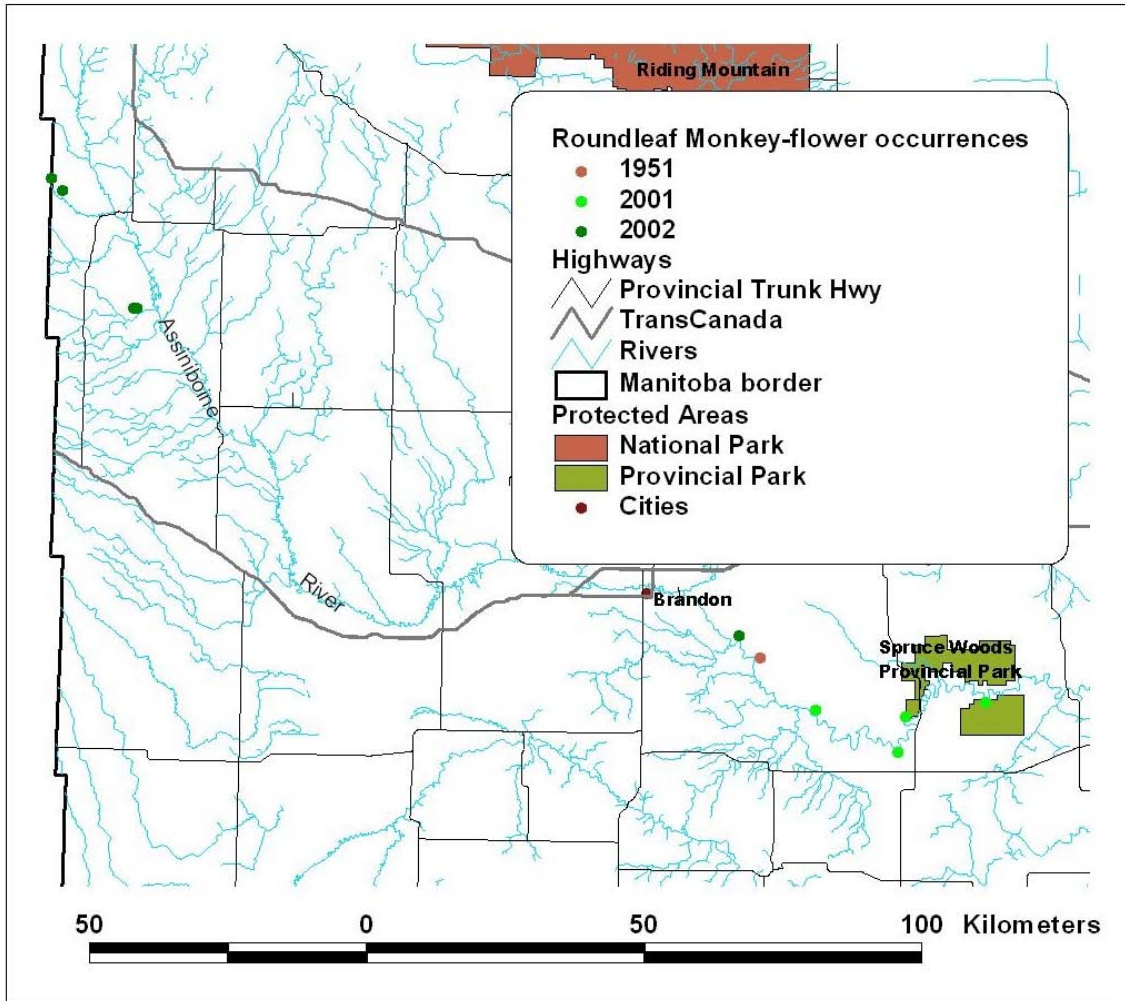 Riding Mountain
Roundleaf Monkey-flower occurrences
1951
2001
2002
Highways
Provincial Trunk Hwy
TransCanada
Rivers
Manitoba border
Protected Areas
National Park
Provincial Park
Cities
Assiniboine
River
Brandon
Spruce Woods
Provincial Park
50 0 50 100 Kilometers